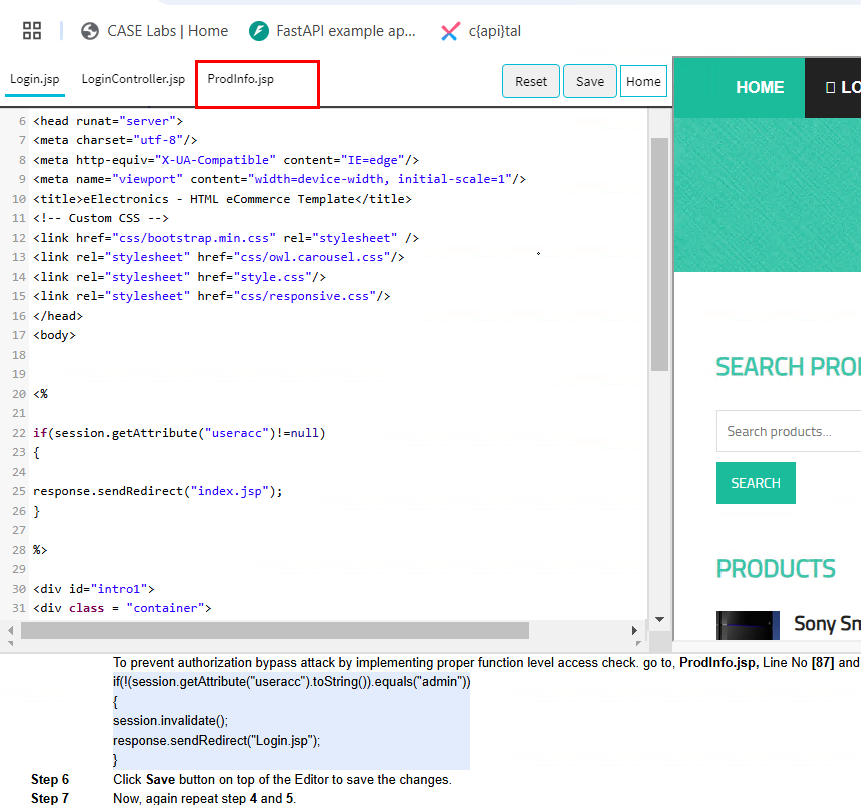 CASE Labs | Home
FastAPI example ap...
c{api}tal
Login.jsp
LoginController.jsp
ProdInfo.jsp
Reset
Save
Home
6 <head runat="server">
7 <meta charset="utf-8"/>
8 <meta http-equiv="X-UA-Compatible" content="IE=edge"/>
9 <meta name="viewport" content="width=device-width, initial-scale=1"/>
10 <title>eElectronics - HTML eCommerce Template</title>
11 <!-- Custom CSS -->
12 <link href="css/bootstrap.min.css" rel="stylesheet" />
13 <link rel="stylesheet" href="css/owl.carousel.css"/>
14 <link rel="stylesheet" href="style.css"/>
15 <link rel="stylesheet" href="css/responsive.css"/>
16 </head>
17 <body>
18
19
20 <%
21
22 if(session.getAttribute("useracc")!=null)
23 {
24
25 response.sendRedirect("index.jsp");
26 }
27
28 %>
29
30 <div id="intro1">
31 <div class = "container">
HOME
LO
SEARCH PRO
Search products...
SEARCH
PRODUCTS
Sony Sm
To prevent authorization bypass attack by implementing proper function level access check. go to, ProdInfo.jsp, Line No [87] and
if(!(session.getAttribute("useracc").toString()).equals("admin"))
{
session.invalidate();
response.sendRedirect("Login.jsp");
}
Step 6 Click Save button on top of the Editor to save the changes.
Step 7 Now, again repeat step 4 and 5.